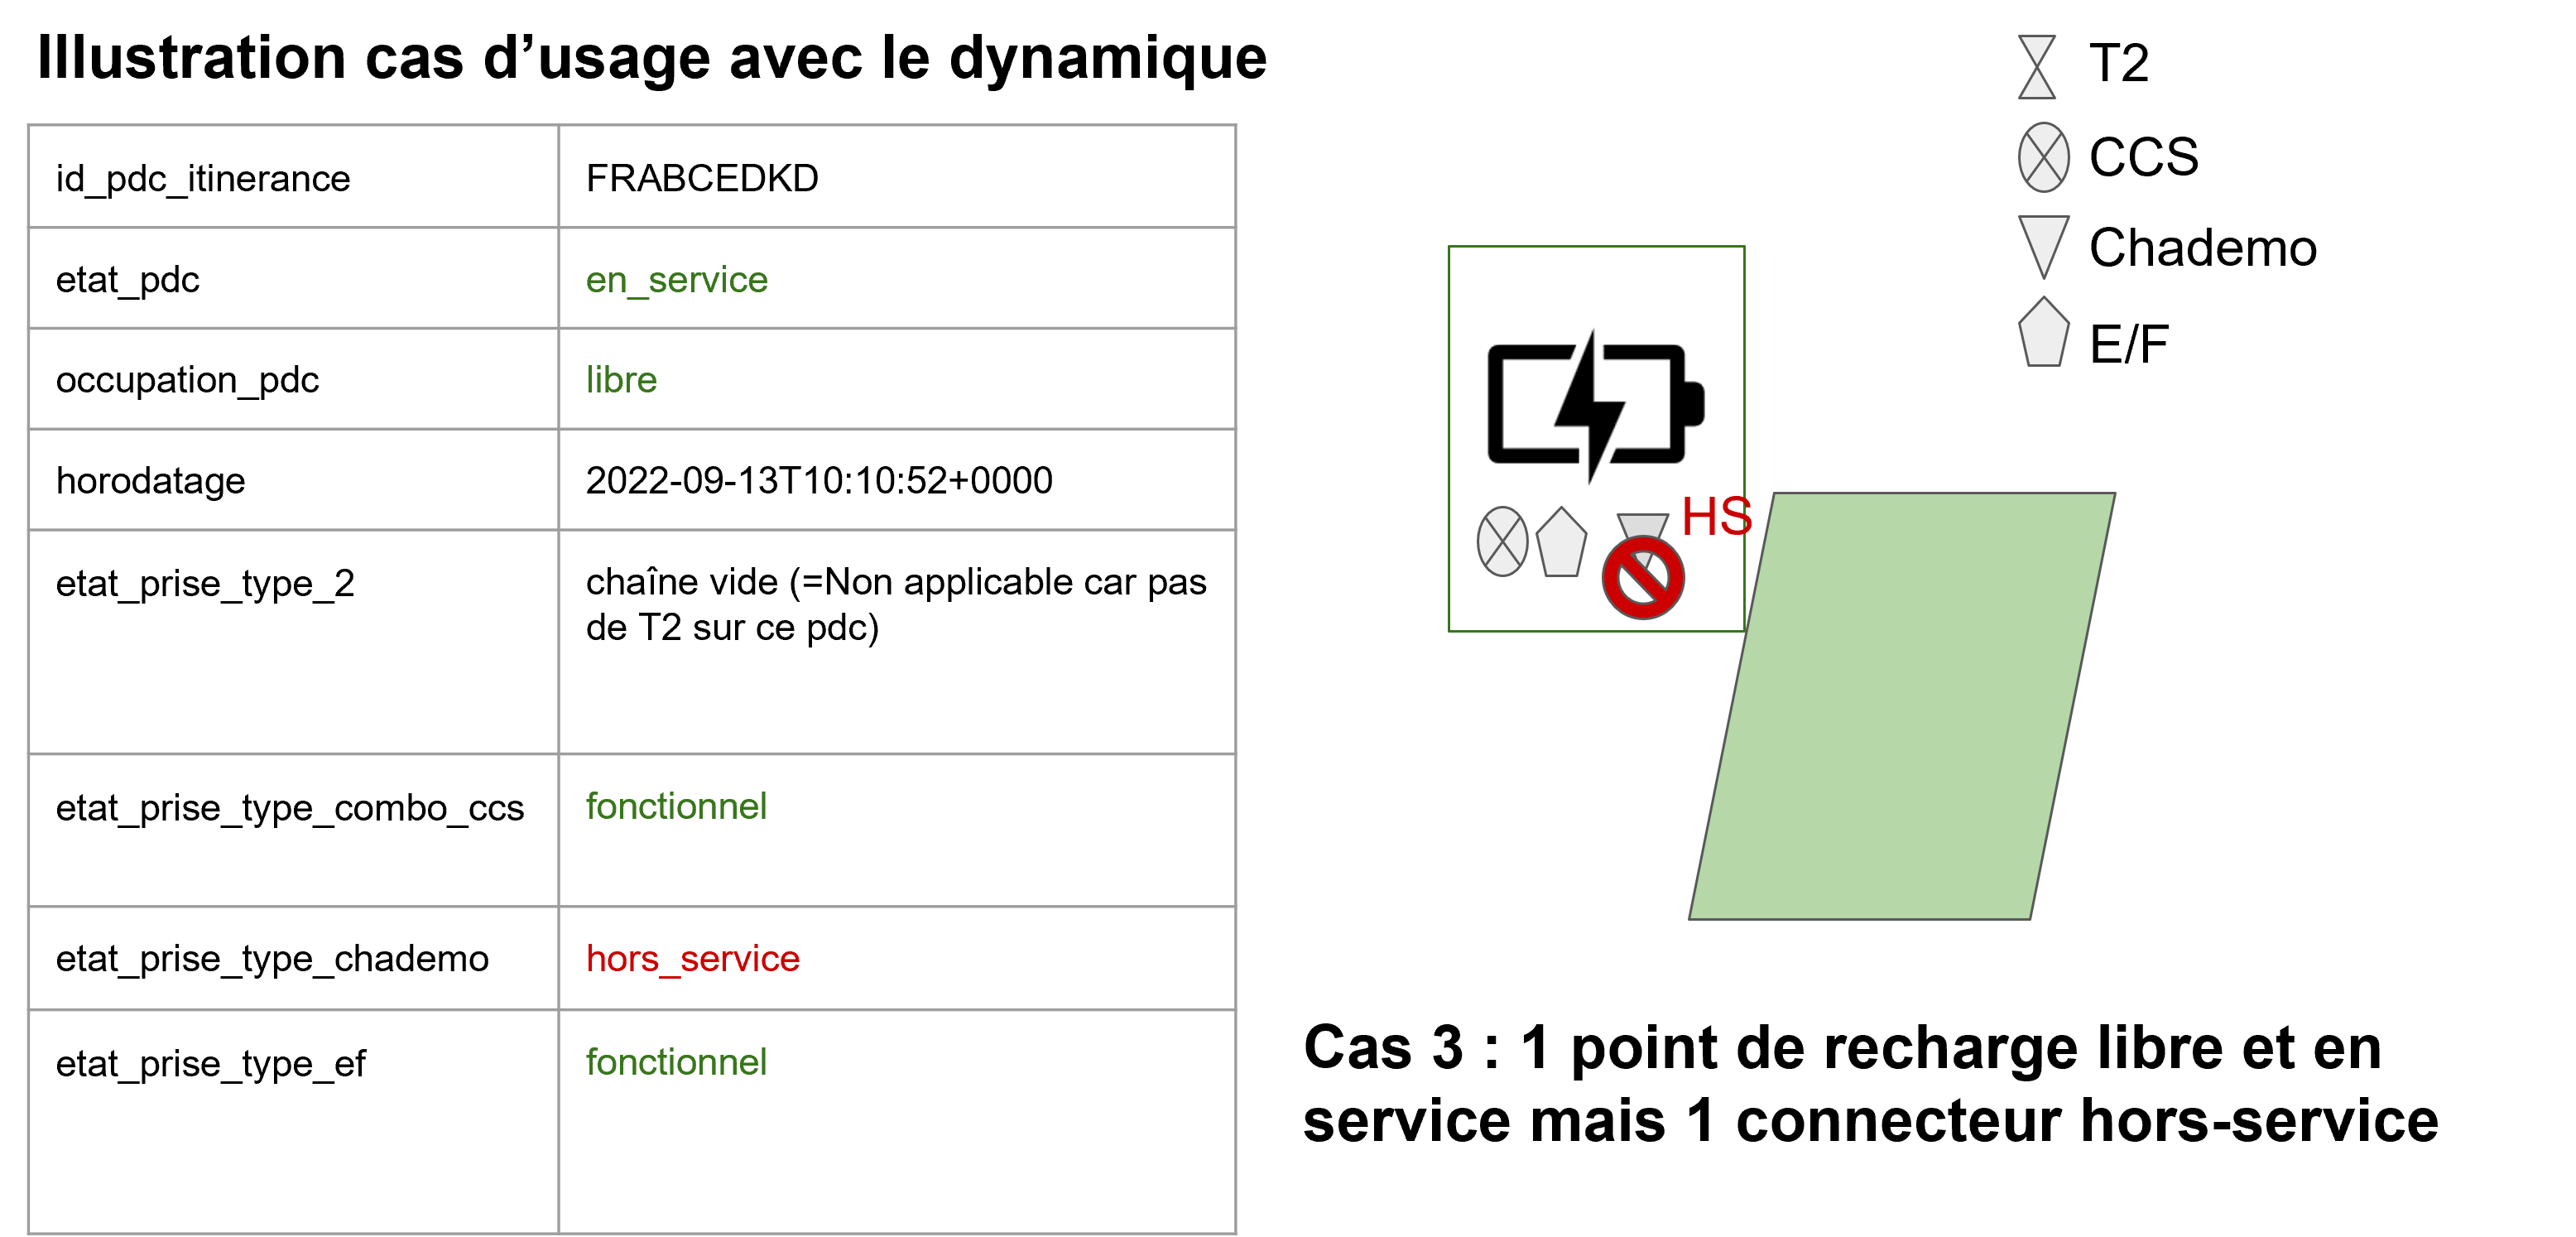 Illustration cas d’usage avec le dynamique
id_pdc_itinerance
FRABCEDKD
etat_pdc
en_service
occupation_pdc
libre
horodatage
2022-09-13T10:10:52+0000
etat_prise_type_2
chaîne vide (=Non applicable car pas
de T2 sur ce pdc)
etat_prise_type_combo_ccs
fonctionnel
etat_prise_type_chademo
hors_service
etat_prise_type_ef
fonctionnel
T2
CCS
Chademo
E/F
HS
Cas 3 : 1 point de recharge libre et en
service mais 1 connecteur hors-service